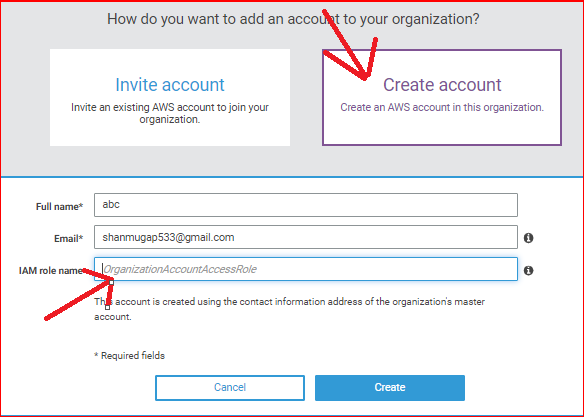 How do you want to add an account to your organization?
Invite account
Invite an existing AWS account to join your
organization.
Create account
Create an AWS account in this organization.
Full name* abc
Email* shanmugap533@gmail.com
IAM role name OrganizationAccountAccessRole
This account is created using the contact information address of the organization's master
account.
* Required fields
Cancel Create